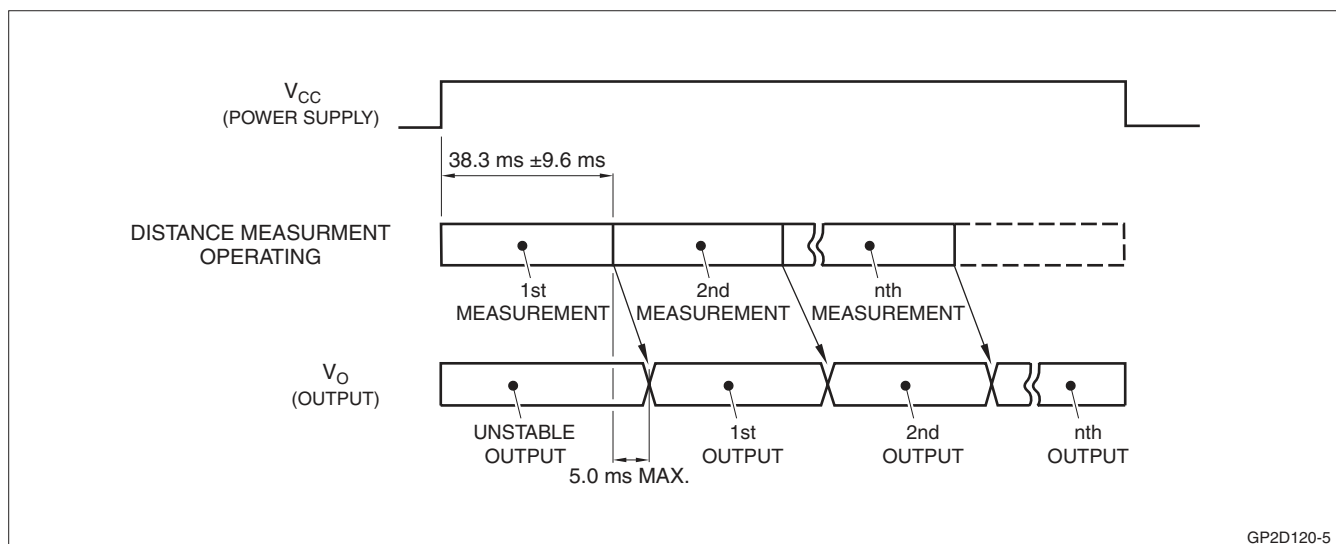 V_CC
(POWER SUPPLY)
38.3 ms ±9.6 ms
DISTANCE MEASURMENT
OPERATING
1st
MEASUREMENT
2nd
MEASUREMENT
nth
MEASUREMENT
V_O
(OUTPUT)
UNSTABLE
OUTPUT
1st
OUTPUT
2nd
OUTPUT
nth
OUTPUT
5.0 ms MAX.
GP2D120-5